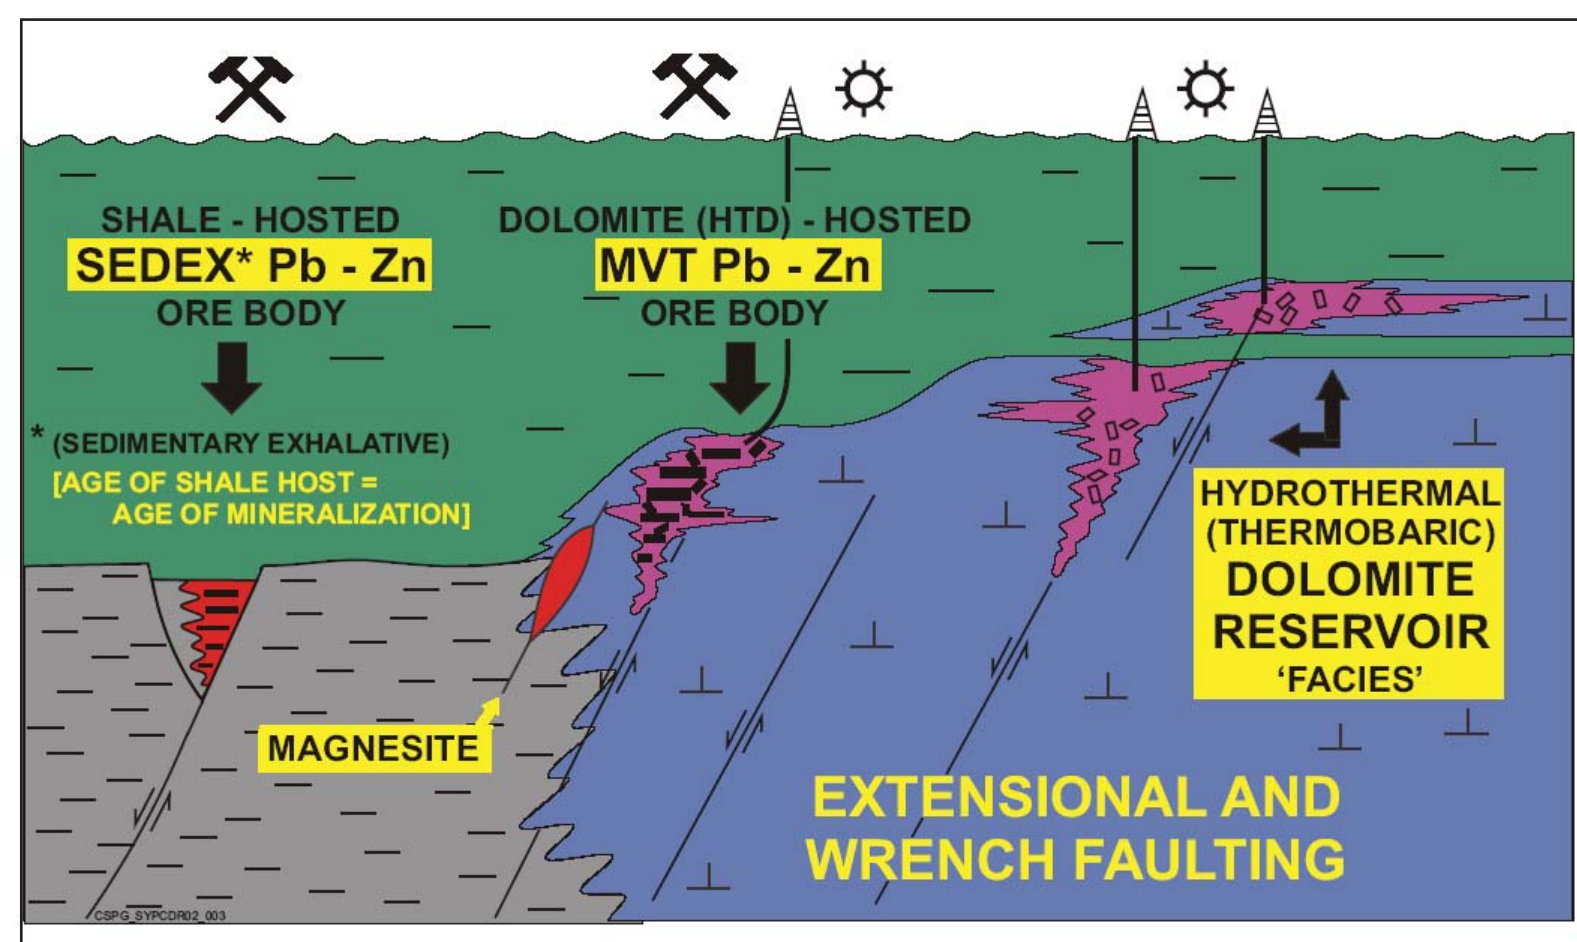 SHALE - HOSTED
SEDEX* Pb - Zn
ORE BODY
* (SEDIMENTARY EXHALATIVE)
[AGE OF SHALE HOST =
AGE OF MINERALIZATION]
DOLOMITE (HTD) - HOSTED
MVT Pb - Zn
ORE BODY
HYDROTHERMAL
(THERMOBARIC)
DOLOMITE
RESERVOIR
‘FACIES’
MAGNESITE
EXTENSIONAL AND
WRENCH FAULTING
CSPG_SYPCDR02_003